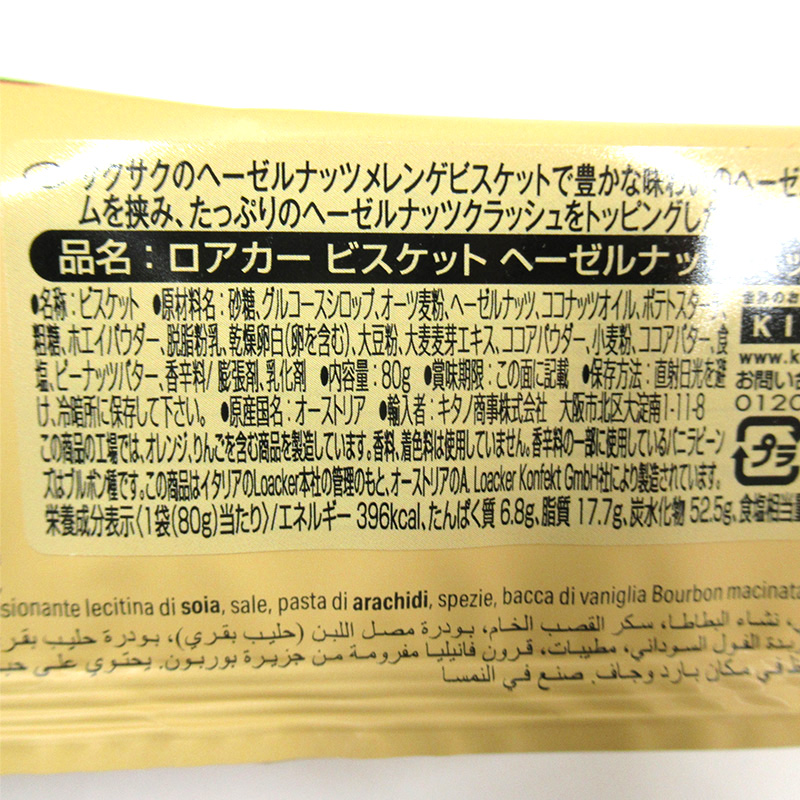 サクサクのヘーゼルナッツメレンゲビスケットで豊かな味わいのヘーゼ
ムを挟み、たっぷりのヘーゼルナッツクラッシュをトッピングしか
品名：ロアカー ビスケット ヘーゼルナッ
●名称：ビスケット ●原材料名：砂糖、グルコースシロップ、オーツ麦粉、ヘーゼルナッツ、ココナッツオイル、ポテトスターチ、
粗糖、ホエイパウダー、脱脂粉乳、乾燥卵白（卵を含む）、大豆粉、大麦麦芽エキス、ココアパウダー、小麦粉、ココアバター、食
塩、ピーナッツバター、香辛料／膨張剤、乳化剤 ●内容量：80g ●賞味期限：この面に記載 ●保存方法：直射日光を避
け、冷暗所に保存して下さい。 ●原産国名：オーストリア ●輸入者：キタノ商事株式会社 大阪市北区大淀南1-11-8
この商品の工場では、オレンジ、りんごを含む商品を製造しています。香料、着色料は使用していません。香辛料の一部に使用しているバニラビーン
ズはブルボン種です。この商品はイタリアのLoacker本社の管理のもと、オーストリアのA. Loacker Konfekt GmbH社により製造されています。
栄養成分表示〈1袋(80g)当たり〉/エネルギー 396kcal、たんぱく質 6.8g、脂質 17.7g、炭水化物 52.5g、食塩相当量
KI
www.k
お問い合
0120
プラ
sionante lecitina di soia, sale, pasta di arachidi, spezie, bacca di vaniglia Bourbon macinata
، نشاء البطاطا، سكر القصب الخام، بودرة مصل اللبن (حليب بقري)، بودرة حليب بقر
بدة الفول السوداني، مطيبات، قرون فانيليا مفرومة من جزيرة بوربون. يحتوي على
في مكان بارد وجاف. صنع في النمسا